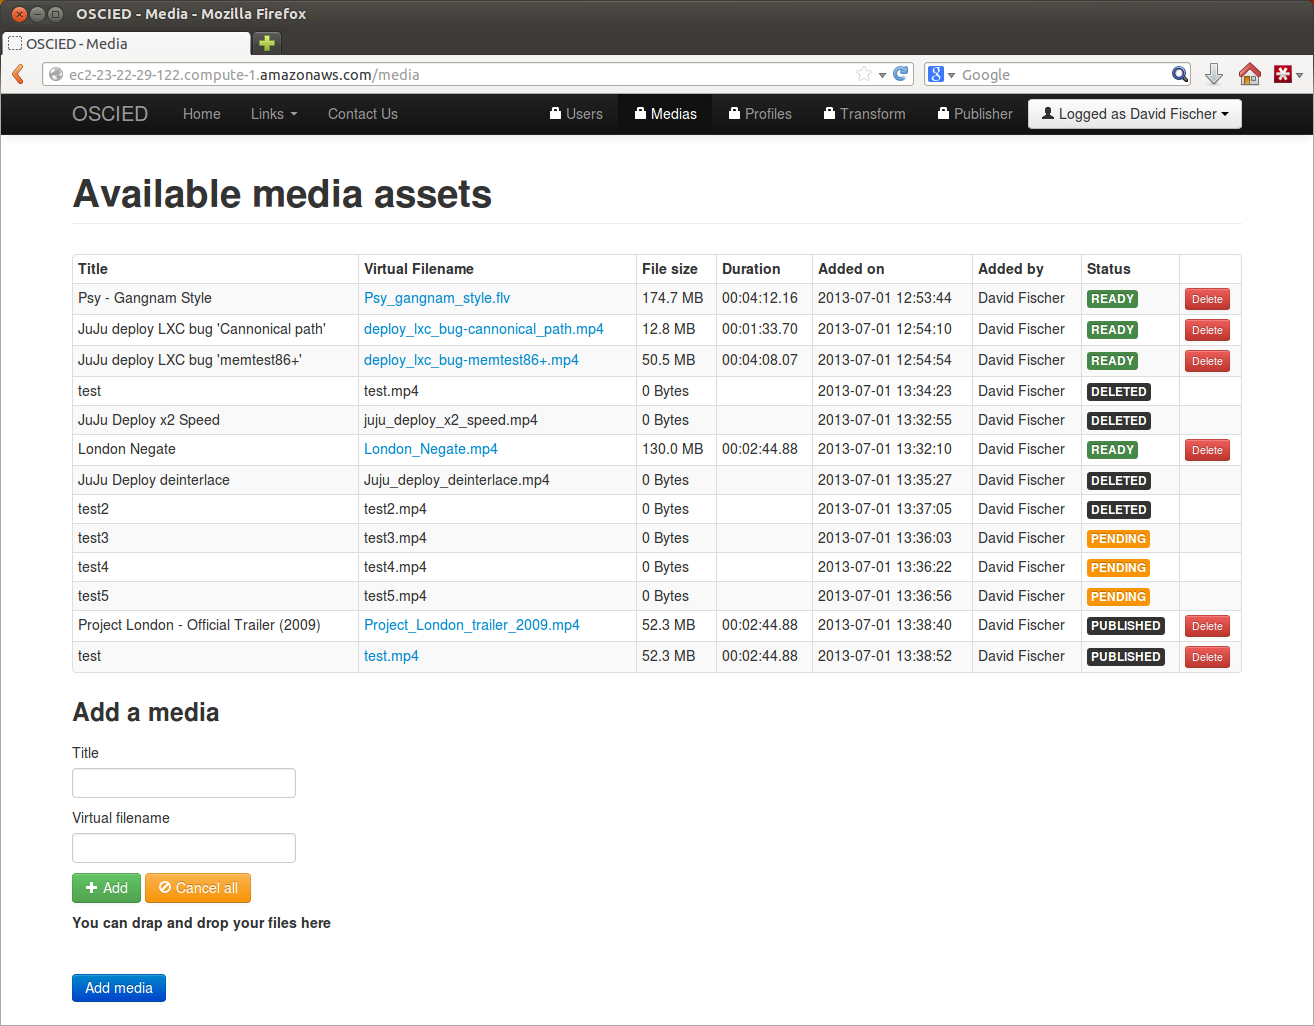 OSCIED - Media - Mozilla Firefox
OSCIED - Media
ec2-23-22-29-122.compute-1.amazonaws.com/media
Google
OSCIED Home Links Contact Us Users Medias Profiles Transform Publisher Logged as David Fischer
Available media assets
Title Virtual Filename File size Duration Added on Added by Status
Psy - Gangnam Style Psy_gangnam_style.flv 174.7 MB 00:04:12.16 2013-07-01 12:53:44 David Fischer READY Delete
JuJu deploy LXC bug 'Cannonical path' deploy_lxc_bug-cannonical_path.mp4 12.8 MB 00:01:33.70 2013-07-01 12:54:10 David Fischer READY Delete
JuJu deploy LXC bug 'memtest86+' deploy_lxc_bug-memtest86+.mp4 50.5 MB 00:04:08.07 2013-07-01 12:54:54 David Fischer READY Delete
test test.mp4 0 Bytes 2013-07-01 13:34:23 David Fischer DELETED
JuJu Deploy x2 Speed juju_deploy_x2_speed.mp4 0 Bytes 2013-07-01 13:32:55 David Fischer DELETED
London Negate London_Negate.mp4 130.0 MB 00:02:44.88 2013-07-01 13:32:10 David Fischer READY Delete
JuJu Deploy deinterlace Juju_deploy_deinterlace.mp4 0 Bytes 2013-07-01 13:35:27 David Fischer DELETED
test2 test2.mp4 0 Bytes 2013-07-01 13:37:05 David Fischer DELETED
test3 test3.mp4 0 Bytes 2013-07-01 13:36:03 David Fischer PENDING
test4 test4.mp4 0 Bytes 2013-07-01 13:36:22 David Fischer PENDING
test5 test5.mp4 0 Bytes 2013-07-01 13:36:56 David Fischer PENDING
Project London - Official Trailer (2009) Project_London_trailer_2009.mp4 52.3 MB 00:02:44.88 2013-07-01 13:38:40 David Fischer PUBLISHED Delete
test test.mp4 52.3 MB 00:02:44.88 2013-07-01 13:38:52 David Fischer PUBLISHED Delete
Add a media
Title
Virtual filename
Add Cancel all
You can drap and drop your files here
Add media